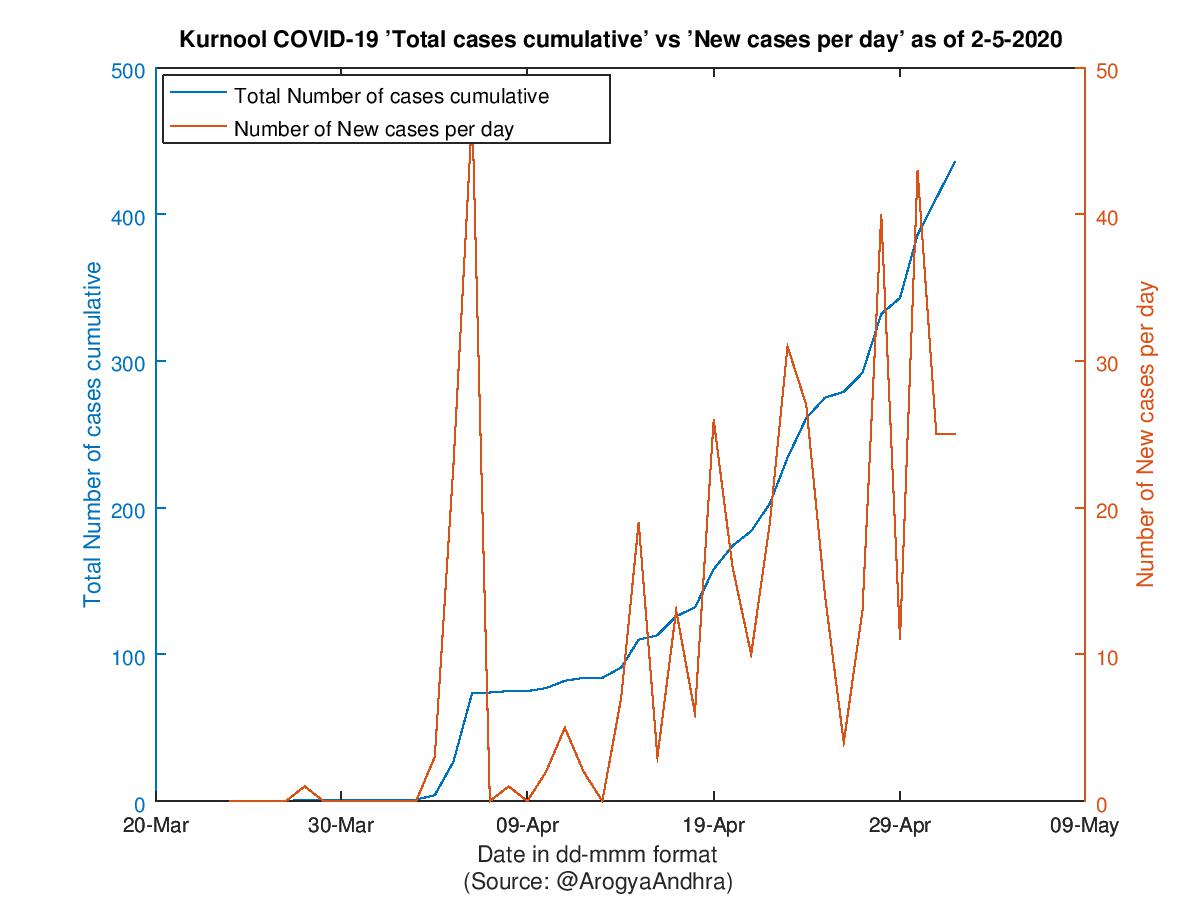 Kurnool COVID-19 ’Total cases cumulative’ vs ’New cases per day’ as of 2-5-2020
Total Number of cases cumulative
Number of New cases per day
500
400
300
200
100
0
Total Number of cases cumulative
50
40
30
20
10
0
Number of New cases per day
20-Mar 30-Mar 09-Apr 19-Apr 29-Apr 09-May
Date in dd-mmm format
(Source: @ArogyaAndhra)